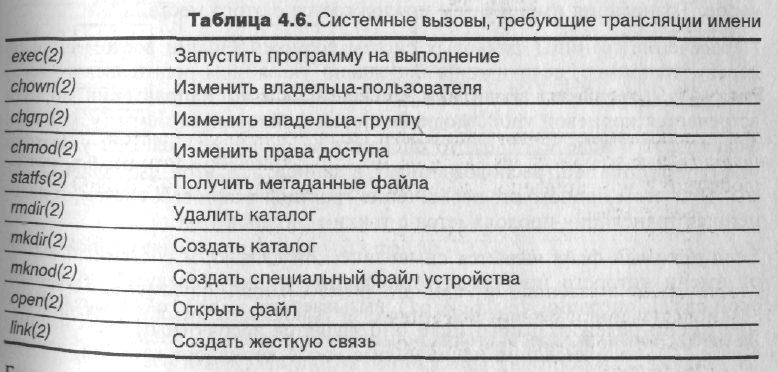 Таблица 4.6. Системные вызовы, требующие трансляции имени
exec(2) Запустить программу на выполнение
chown(2) Изменить владельца-пользователя
chgrp(2) Изменить владельца-группу
chmod(2) Изменить права доступа
statfs(2) Получить метаданные файла
rmdir(2) Удалить каталог
mkdir(2) Создать каталог
mknod(2) Создать специальный файл устройства
open(2) Открыть файл
link(2) Создать жесткую связь